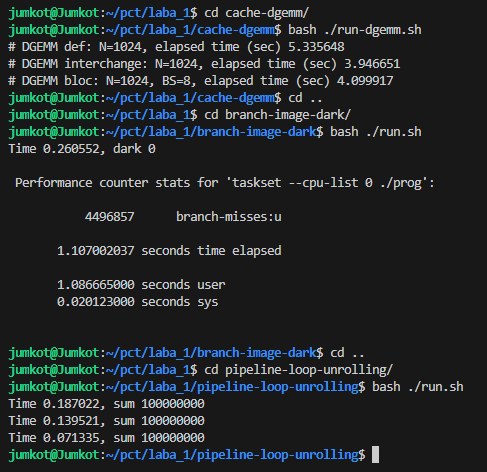 jumkot@Jumkot:~/pct/laba_1$ cd cache-dgemm/
jumkot@Jumkot:~/pct/laba_1/cache-dgemm$ bash ./run-dgemm.sh
# DGEMM def: N=1024, elapsed time (sec) 5.335648
# DGEMM interchange: N=1024, elapsed time (sec) 3.946651
# DGEMM bloc: N=1024, BS=8, elapsed time (sec) 4.099917
jumkot@Jumkot:~/pct/laba_1/cache-dgemm$ cd ..
jumkot@Jumkot:~/pct/laba_1$ cd branch-image-dark/
jumkot@Jumkot:~/pct/laba_1/branch-image-dark$ bash ./run.sh
Time 0.260552, dark 0
Performance counter stats for 'taskset --cpu-list 0 ./prog':
4496857 branch-misses:u
1.107002037 seconds time elapsed
1.086665000 seconds user
0.020123000 seconds sys
jumkot@Jumkot:~/pct/laba_1/branch-image-dark$ cd ..
jumkot@Jumkot:~/pct/laba_1$ cd pipeline-loop-unrolling/
jumkot@Jumkot:~/pct/laba_1/pipeline-loop-unrolling$ bash ./run.sh
Time 0.187022, sum 100000000
Time 0.139521, sum 100000000
Time 0.071335, sum 100000000
jumkot@Jumkot:~/pct/laba_1/pipeline-loop-unrolling$